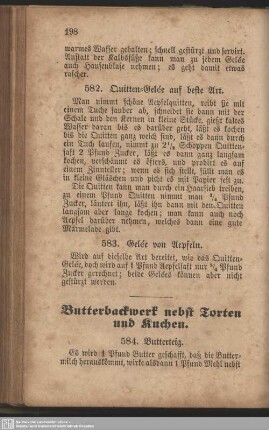 198
warmes Wasser gehalten; schnell gestürzt und servirt.
Anstatt der Kalbsfüße kann man zu jedem Gelée
auch Hausenblase nehmen; es geht damit etwas
rascher.
582. Quitten-Gelée auf beste Art.
Man nimmt schöne Aepfelquitten, reibt sie mit
einem Tuche sauber ab, schneidet sie dann mit der
Schale und den Kernen in kleine Stücke, gießt kaltes
Wasser daran bis es darüber geht, läßt es kochen
bis die Quitten ganz weich sind, läßt es dann durch
ein Tuch laufen, nimmt zu 2¼ Schoppen Quitten-
saft 2 Pfund Zucker, läßt es dann ganz langsam
kochen, verschäumt es öfters, und probirt es auf
einem Zinnteller; wenn es sich stellt, füllt man es
in kleine Gläschen und pickt es mit Papier fest zu.
Die Quitten kann man durch ein Haarsieb treiben,
zu einem Pfund Quitten nimmt man ¾ Pfund
Zucker, läutert ihn, läßt ihn dann mit den Quitten
ganz langsam aber lange kochen; man kann auch noch
Aepfel darüber nehmen, welches dann eine gute
Marmelade gibt.
583. Gelée von Aepfeln.
Wird auf dieselbe Art bereitet, wie das Quitten-
Gelée, doch wird auf 1 Pfund Aepfelsaft nur ¾ Pfund
Zucker gerechnet; beide Gelées können aber nicht
gestürzt werden.
Butterbackwerk nebst Torten
und Kuchen.
584. Butterteig.
Es wird 1 Pfund Butter geschafft, daß die Butter-
milch herauskömmt, wirke alsdann 1 Pfund Mehl nebst